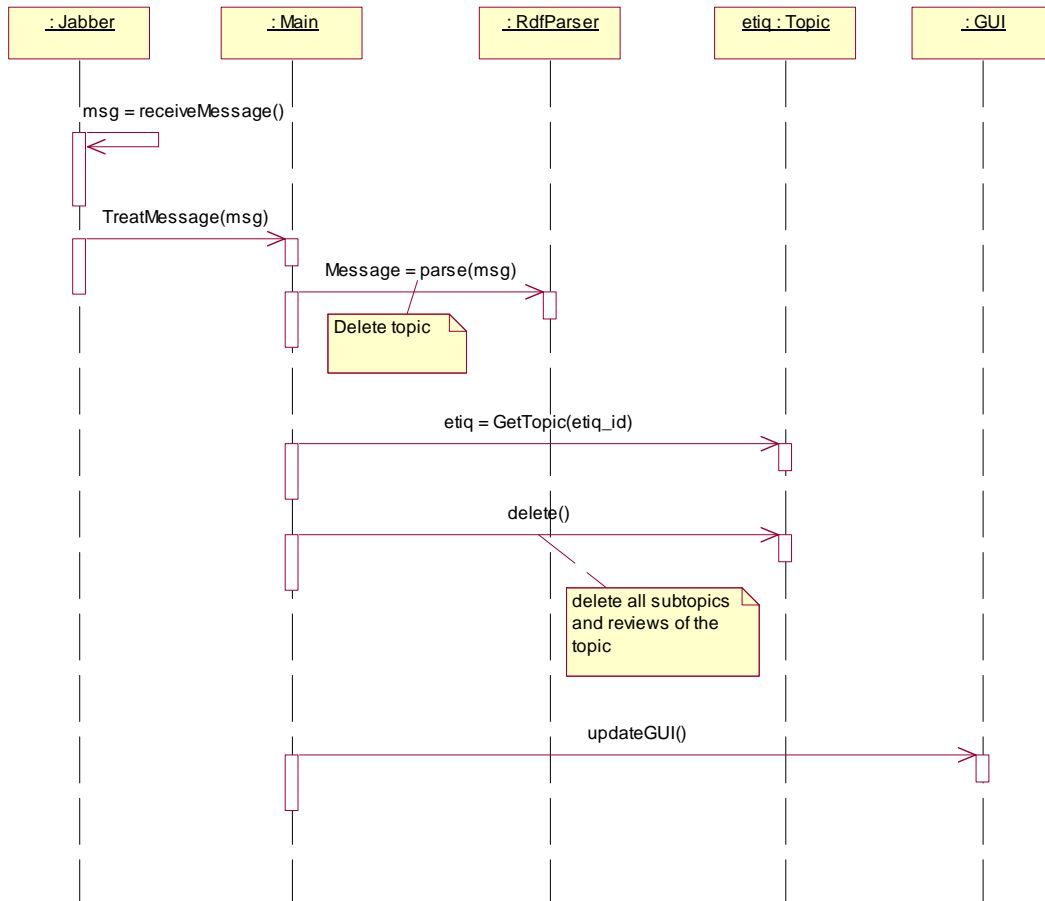 : Jabber
: Main
: RdfParser
etiq : Topic
: GUI
msg = receiveMessage()
TreatMessage(msg)
Message = parse(msg)
Delete topic
etiq = GetTopic(etiq_id)
delete()
delete all subtopics
and reviews of the
topic
updateGUI()